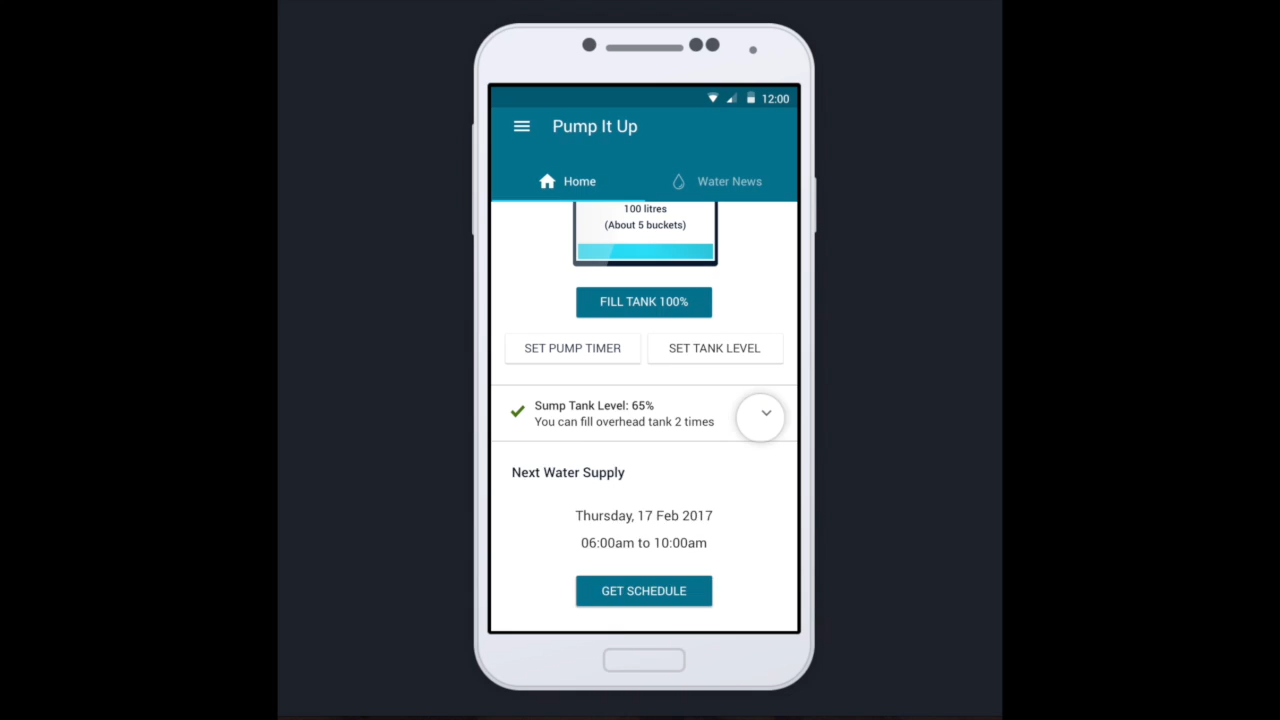 12:00
Pump It Up
Home
Water News
100 litres
(About 5 buckets)
FILL TANK 100%
SET PUMP TIMER
SET TANK LEVEL
Sump Tank Level: 65%
You can fill overhead tank 2 times
Next Water Supply
Thursday, 17 Feb 2017
06:00am to 10:00am
GET SCHEDULE